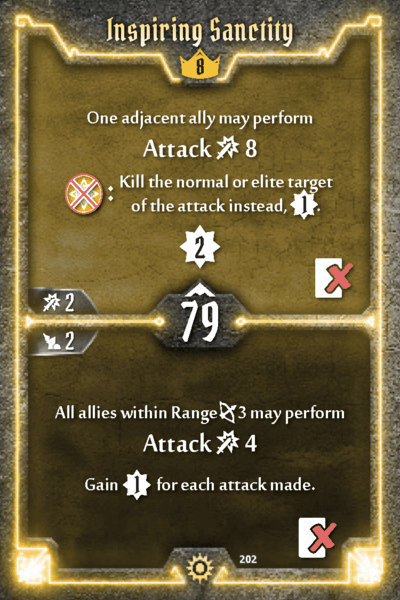 Inspiring Sanctity
8
One adjacent ally may perform
Attack 8
: Kill the normal or elite target
of the attack instead, 1.
2
2
79
2
All allies within Range 3 may perform
Attack 4
Gain 1 for each attack made.
202